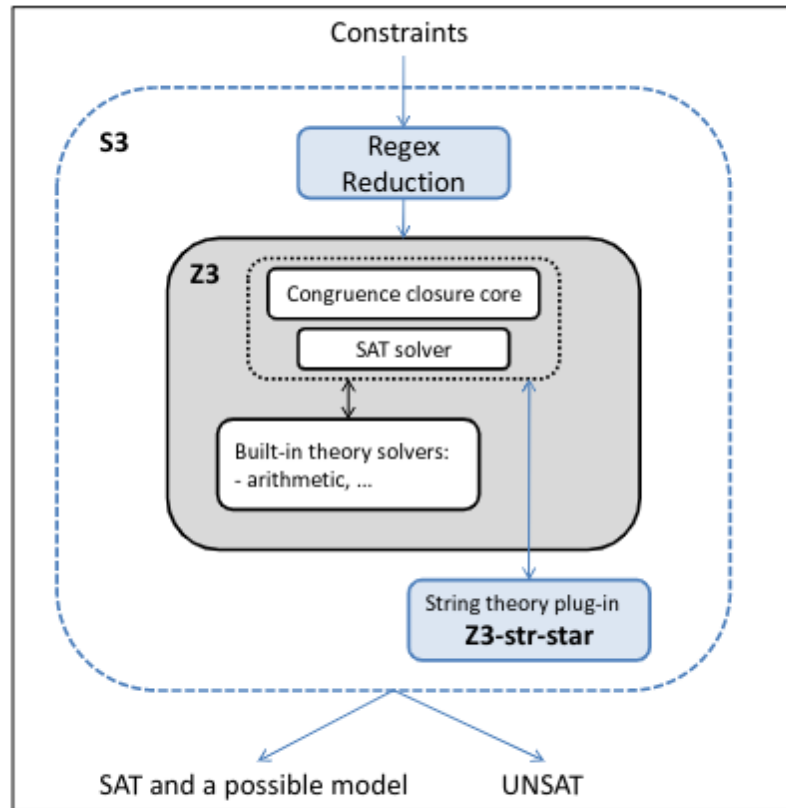 Constraints
S3
Regex
Reduction
Z3
Congruence closure core
SAT solver
Built-in theory solvers:
- arithmetic, ...
String theory plug-in
Z3-str-star
SAT and a possible model
UNSAT